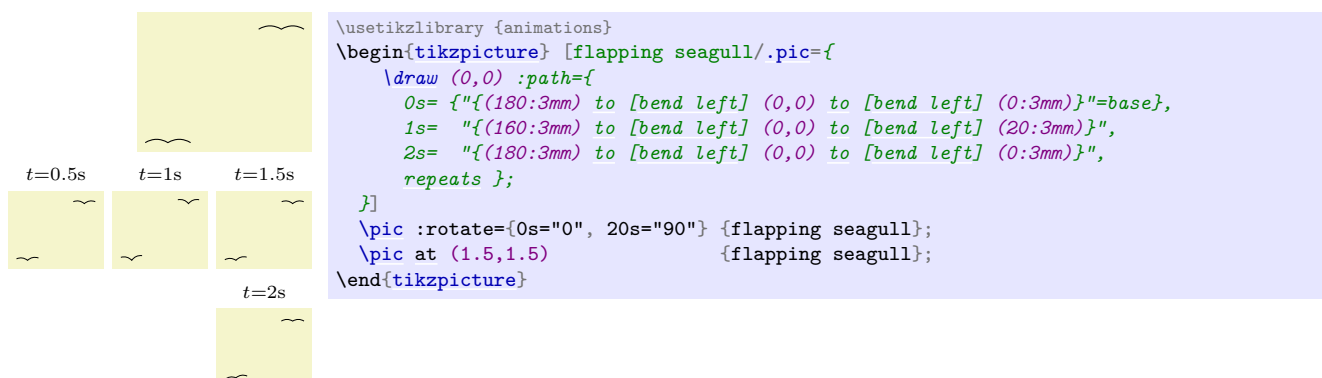 \usetikzlibrary {animations}
\begin{tikzpicture} [flapping seagull/.pic={
    \draw (0,0) :path={
      0s= {"{(180:3mm) to [bend left] (0,0) to [bend left] (0:3mm)}"=base},
      1s=  "{(160:3mm) to [bend left] (0,0) to [bend left] (20:3mm)}",
      2s=  "{(180:3mm) to [bend left] (0,0) to [bend left] (0:3mm)}",
      repeats };
  }]
  \pic :rotate={0s="0", 20s="90"} {flapping seagull};
  \pic at (1.5,1.5)               {flapping seagull};
\end{tikzpicture}
t=0.5s t=1s t=1.5s
t=2s